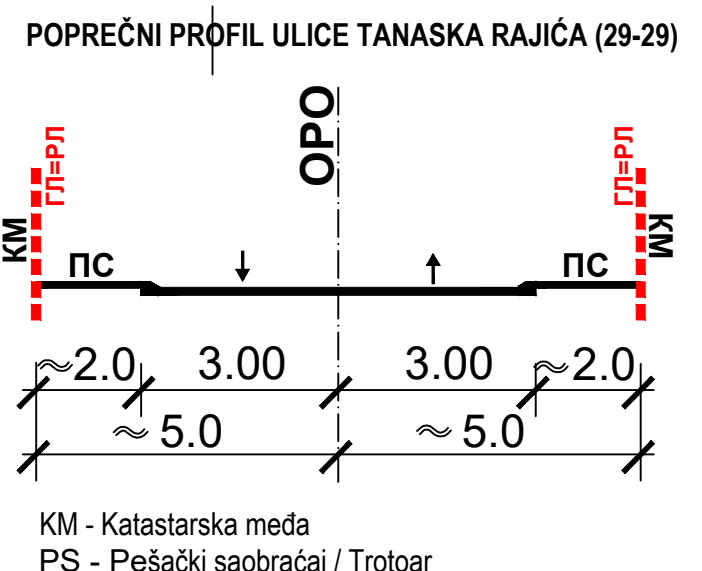 POPREČNI PROFIL ULICE TANASKA RAJIĆA (29-29)
ОРО
ГЛ=РЛ
ГЛ=РЛ
КМ
КМ
ПС
ПС
≈2.0 3.00 3.00 ≈2.0
≈5.0 ≈5.0
KM - Katastarska međa
PS - Pešački saobraćaj / Trotoar